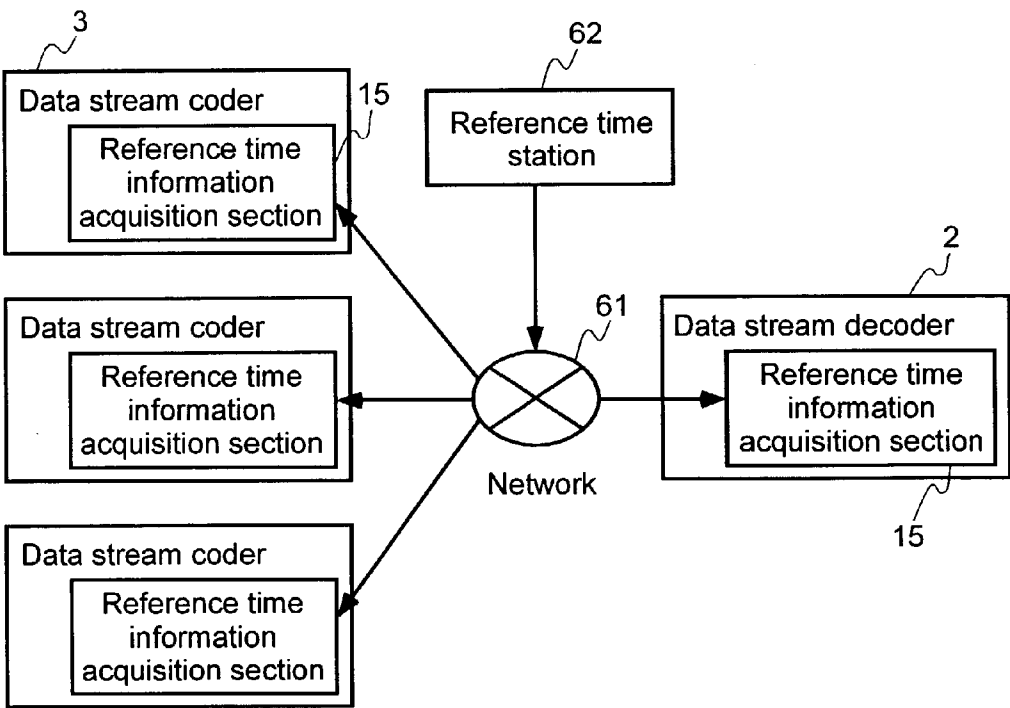 3
Data stream coder
15
Reference time
information
acquisition section
62
Reference time
station
Data stream coder
Reference time
information
acquisition section
61
Network
2
Data stream decoder
Reference time
information
acquisition section
15
Data stream coder
Reference time
information
acquisition section